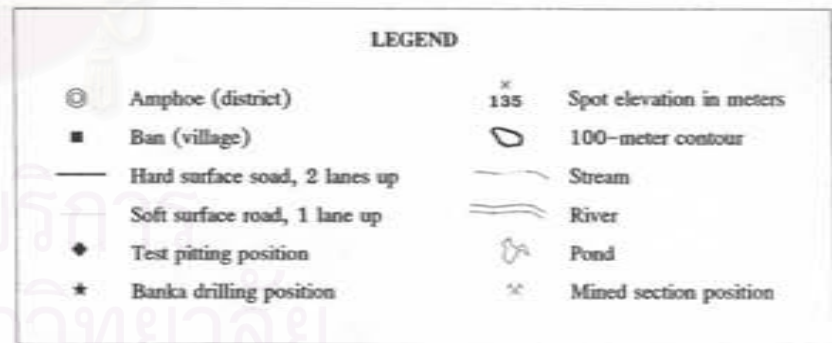 LEGEND
Amphoe (district)
Ban (village)
Hard surface soad, 2 lanes up
Soft surface road, 1 lane up
Test pitting position
Banka drilling position
135 Spot elevation in meters
100-meter contour
Stream
River
Pond
Mined section position